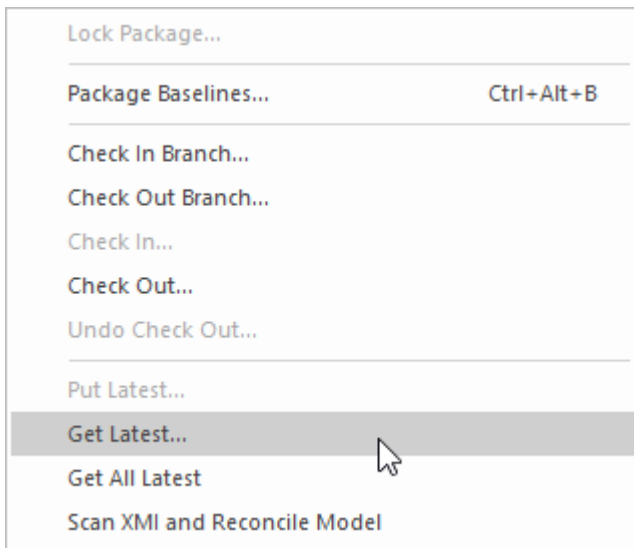 Lock Package...
Package Baselines... Ctrl+Alt+B
Check In Branch...
Check Out Branch...
Check In...
Check Out...
Undo Check Out...
Put Latest...
Get Latest...
Get All Latest
Scan XMI and Reconcile Model